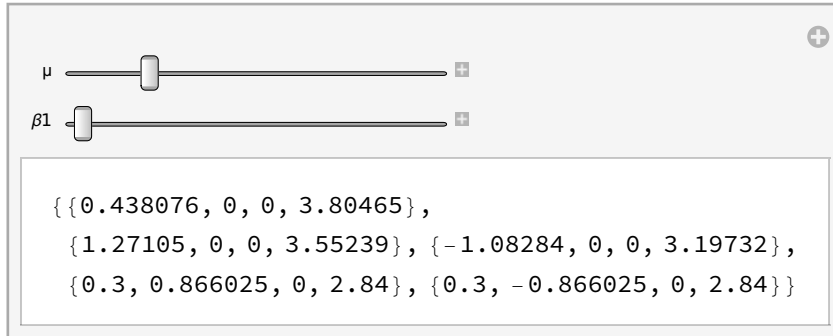 μ
β1
{{0.438076, 0, 0, 3.80465},
{1.27105, 0, 0, 3.55239}, {-1.08284, 0, 0, 3.19732},
{0.3, 0.866025, 0, 2.84}, {0.3, -0.866025, 0, 2.84}}